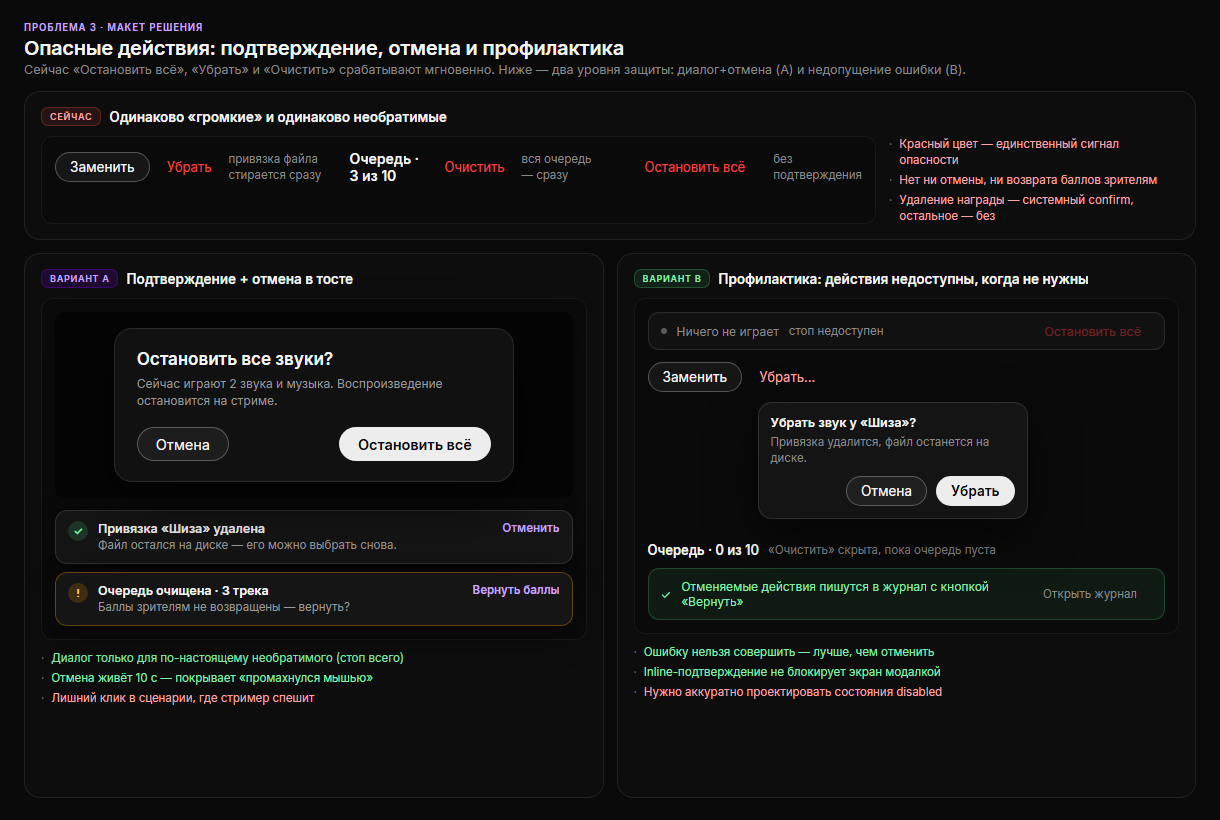 ПРОБЛЕМА 3 · МАКЕТ РЕШЕНИЯ
Опасные действия: подтверждение, отмена и профилактика
Сейчас «Остановить всё», «Убрать» и «Очистить» срабатывают мгновенно. Ниже — два уровня защиты: диалог+отмена (А) и недопущение ошибки (В).
СЕЙЧАС Одинаково «громкие» и одинаково необратимые
Заменить
Убрать
привязка файла
стирается сразу
Очередь ·
3 из 10
Очистить
вся очередь
— сразу
Остановить всё
без
подтверждения
· Красный цвет — единственный сигнал
опасности
· Нет ни отмены, ни возврата баллов зрителям
· Удаление награды — системный confirm,
остальное — без
ВАРИАНТ А Подтверждение + отмена в тосте
Остановить все звуки?
Сейчас играют 2 звука и музыка. Воспроизведение
остановится на стриме.
Отмена
Остановить всё
Привязка «Шиза» удалена
Отменить
Файл остался на диске — его можно выбрать снова.
! Очередь очищена · 3 трека
Вернуть баллы
Баллы зрителям не возвращены — вернуть?
· Диалог только для по-настоящему необратимого (стоп всего)
· Отмена живёт 10 с — покрывает «промахнулся мышью»
· Лишний клик в сценарии, где стример спешит
ВАРИАНТ В Профилактика: действия недоступны, когда не нужны
Ничего не играет стоп недоступен Остановить всё
Заменить Убрать...
Убрать звук у «Шиза»?
Привязка удалится, файл останется на
диске.
Отмена Убрать
Очередь · 0 из 10 «Очистить» скрыта, пока очередь пуста
Отменяемые действия пишутся в журнал с кнопкой
«Вернуть»
Открыть журнал
· Ошибку нельзя совершить — лучше, чем отменить
· Inline-подтверждение не блокирует экран модалкой
· Нужно аккуратно проектировать состояния disabled